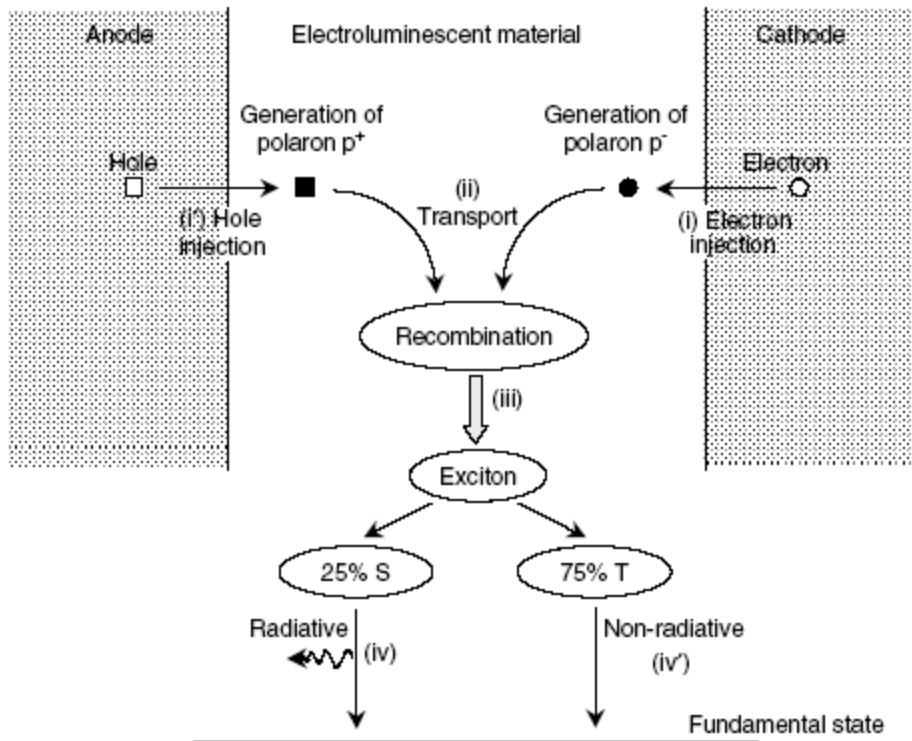 Anode
Electroluminescent material
Cathode
Generation of
polaron p⁺
Generation of
polaron p⁻
Hole
Electron
(ii)
Transport
(i′) Hole
injection
(i) Electron
injection
Recombination
(iii)
Exciton
25% S
75% T
Radiative
(iv)
Non-radiative
(iv′)
Fundamental state